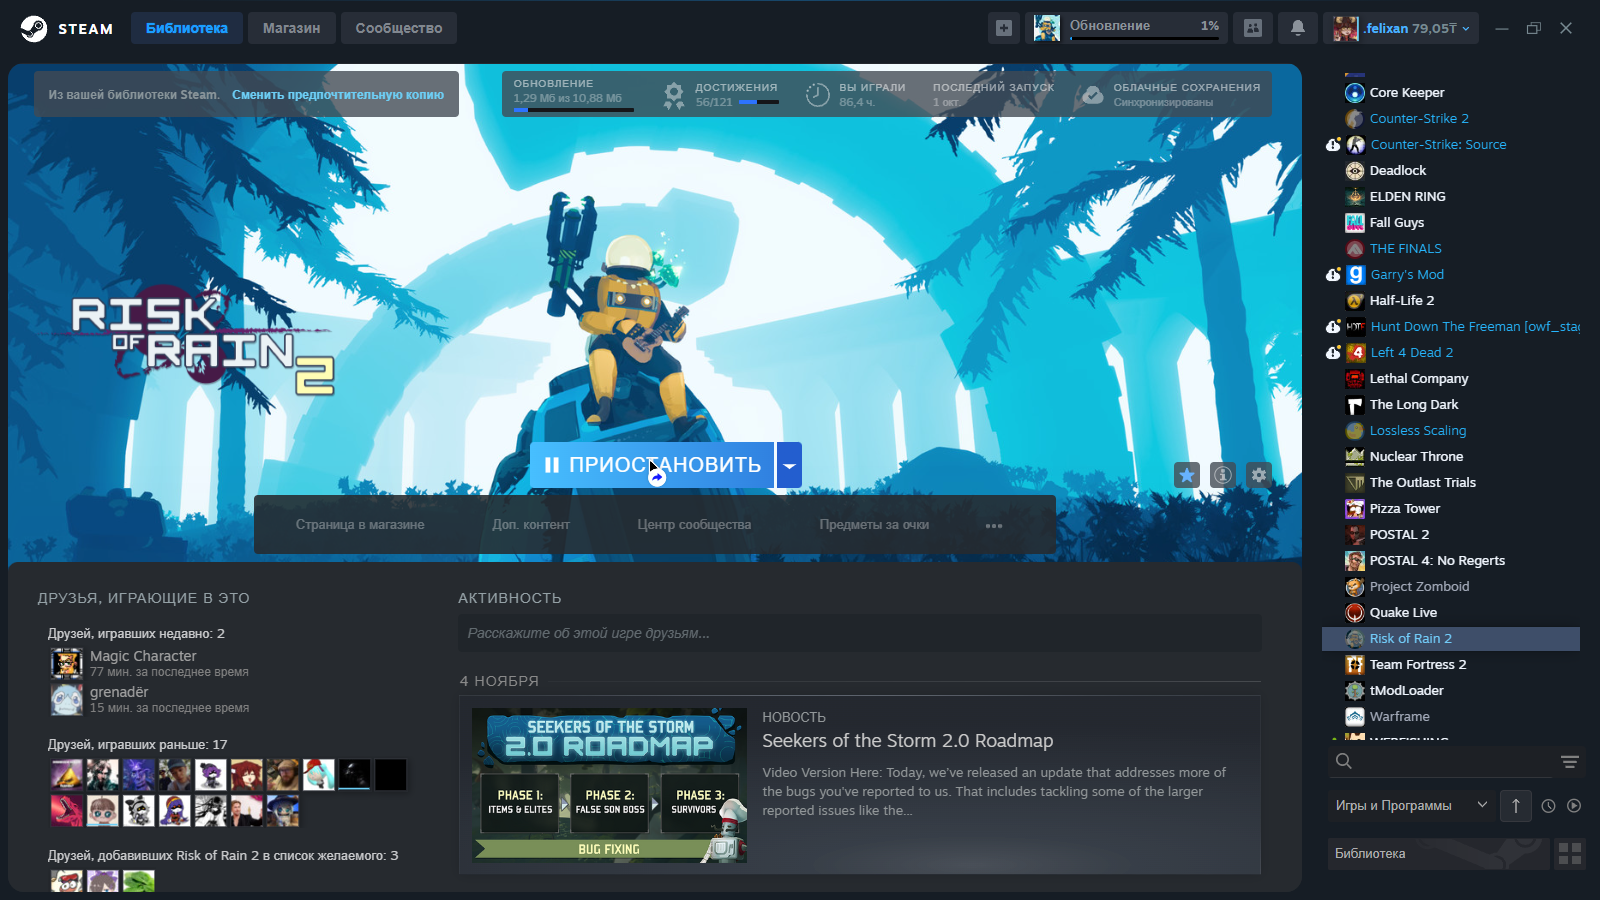 STEAM
Библиотека
Магазин
Сообщество
Обновление 1%
.felixan 79,05₸
Из вашей библиотеки Steam. Сменить предпочтительную копию
ОБНОВЛЕНИЕ
1,29 Мб из 10,88 Мб
ДОСТИЖЕНИЯ
56/121
ВЫ ИГРАЛИ
86,4 ч.
ПОСЛЕДНИЙ ЗАПУСК
1 окт.
ОБЛАЧНЫЕ СОХРАНЕНИЯ
Синхронизированы
RISK
OF RAIN
2
ПРИОСТАНОВИТЬ
Страница в магазине
Доп. контент
Центр сообщества
Предметы за очки
ДРУЗЬЯ, ИГРАЮЩИЕ В ЭТО
Друзей, игравших недавно: 2
Magic Character
77 мин. за последнее время
grenadër
15 мин. за последнее время
Друзей, игравших раньше: 17
Друзей, добавивших Risk of Rain 2 в список желаемого: 3
АКТИВНОСТЬ
Расскажите об этой игре друзьям...
4 НОЯБРЯ
SEEKERS OF THE STORM
2.0 ROADMAP
PHASE 1:
ITEMS & ELITES
PHASE 2:
FALSE SON BOSS
PHASE 3:
SURVIVORS
BUG FIXING
НОВОСТЬ
Seekers of the Storm 2.0 Roadmap
Video Version Here: Today, we've released an update that addresses more of
the bugs you've reported to us. That includes tackling some of the larger
reported issues like the...
Core Keeper
Counter-Strike 2
Counter-Strike: Source
Deadlock
ELDEN RING
Fall Guys
THE FINALS
Garry's Mod
Half-Life 2
Hunt Down The Freeman [owf_stag
Left 4 Dead 2
Lethal Company
The Long Dark
Lossless Scaling
Nuclear Throne
The Outlast Trials
Pizza Tower
POSTAL 2
POSTAL 4: No Regerts
Project Zomboid
Quake Live
Risk of Rain 2
Team Fortress 2
tModLoader
Warframe
WEBFISHING
Игры и Программы
Библиотека